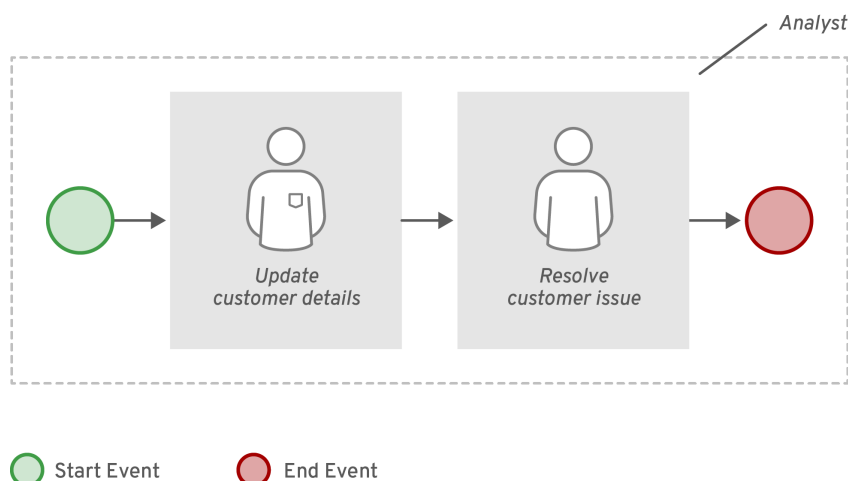 Analyst
Update
customer details
Resolve
customer issue
Start Event
End Event